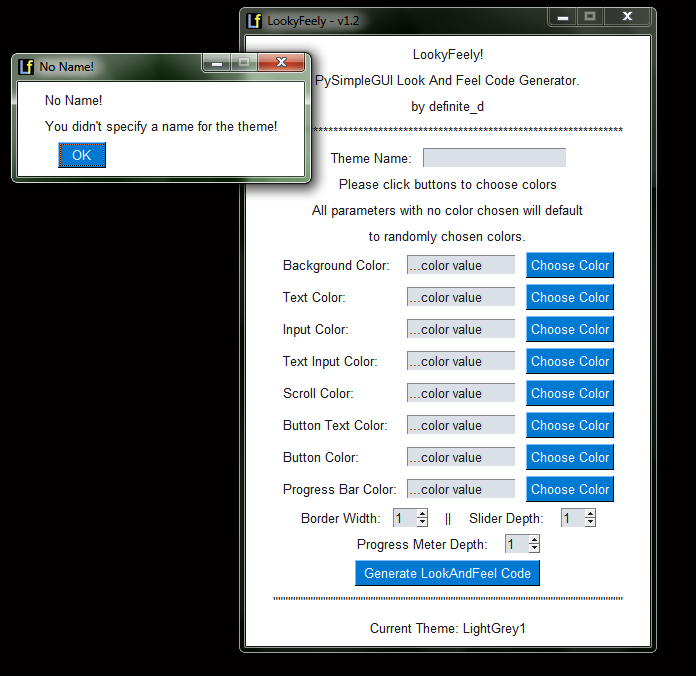 Lf LookyFeely - v1.2
LookyFeely!
PySimpleGUI Look And Feel Code Generator.
by definite_d
Lf No Name!
No Name!
You didn't specify a name for the theme!
OK
Theme Name:
Please click buttons to choose colors
All parameters with no color chosen will default
to randomly chosen colors.
Background Color: ...color value Choose Color
Text Color: ...color value Choose Color
Input Color: ...color value Choose Color
Text Input Color: ...color value Choose Color
Scroll Color: ...color value Choose Color
Button Text Color: ...color value Choose Color
Button Color: ...color value Choose Color
Progress Bar Color: ...color value Choose Color
Border Width: 1 || Slider Depth: 1
Progress Meter Depth: 1
Generate LookAndFeel Code
Current Theme: LightGrey1